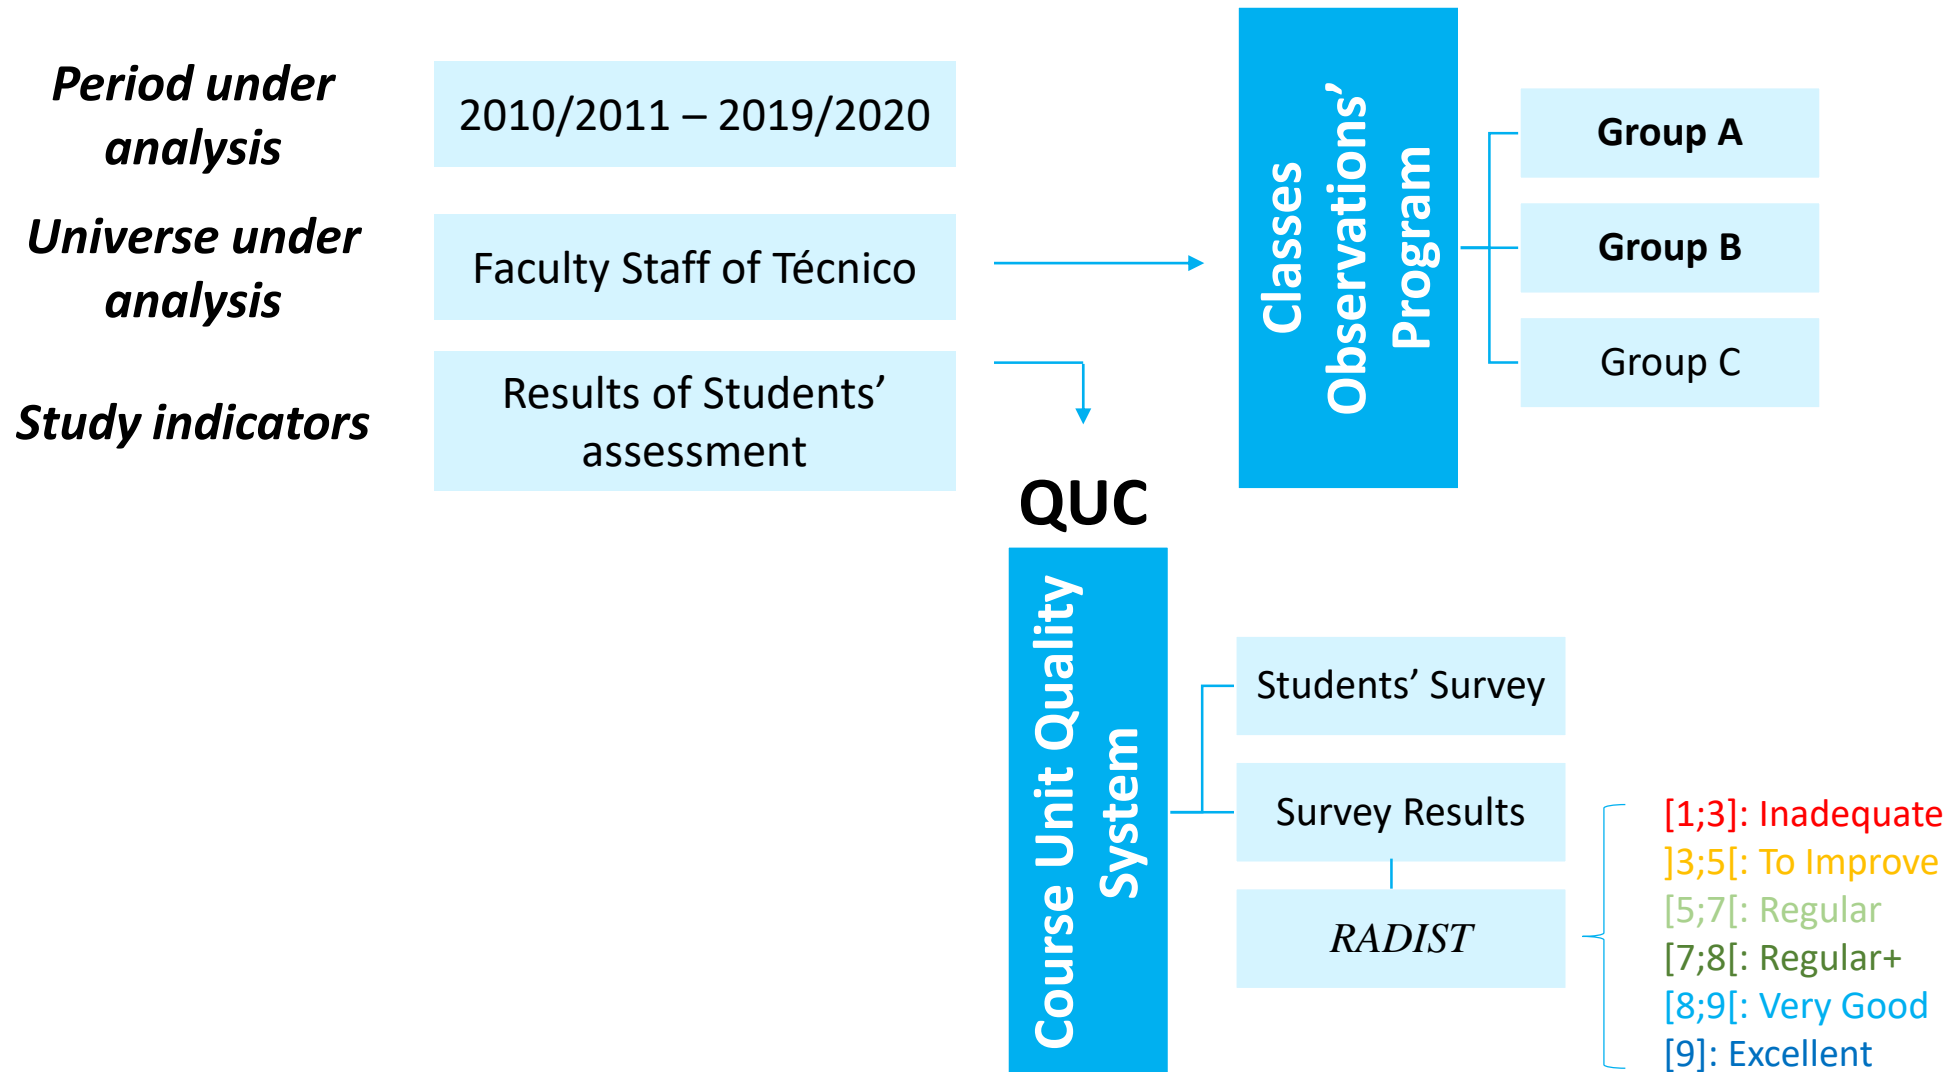 Period under
analysis
2010/2011 – 2019/2020
Universe under
analysis
Faculty Staff of Técnico
Study indicators
Results of Students’
assessment
Classes
Observations’
Program
Group A
Group B
Group C
QUC
Course Unit Quality
System
Students’ Survey
Survey Results
RADIST
[1;3]: Inadequate
]3;5[: To Improve
[5;7[: Regular
[7;8[: Regular+
[8;9[: Very Good
[9]: Excellent